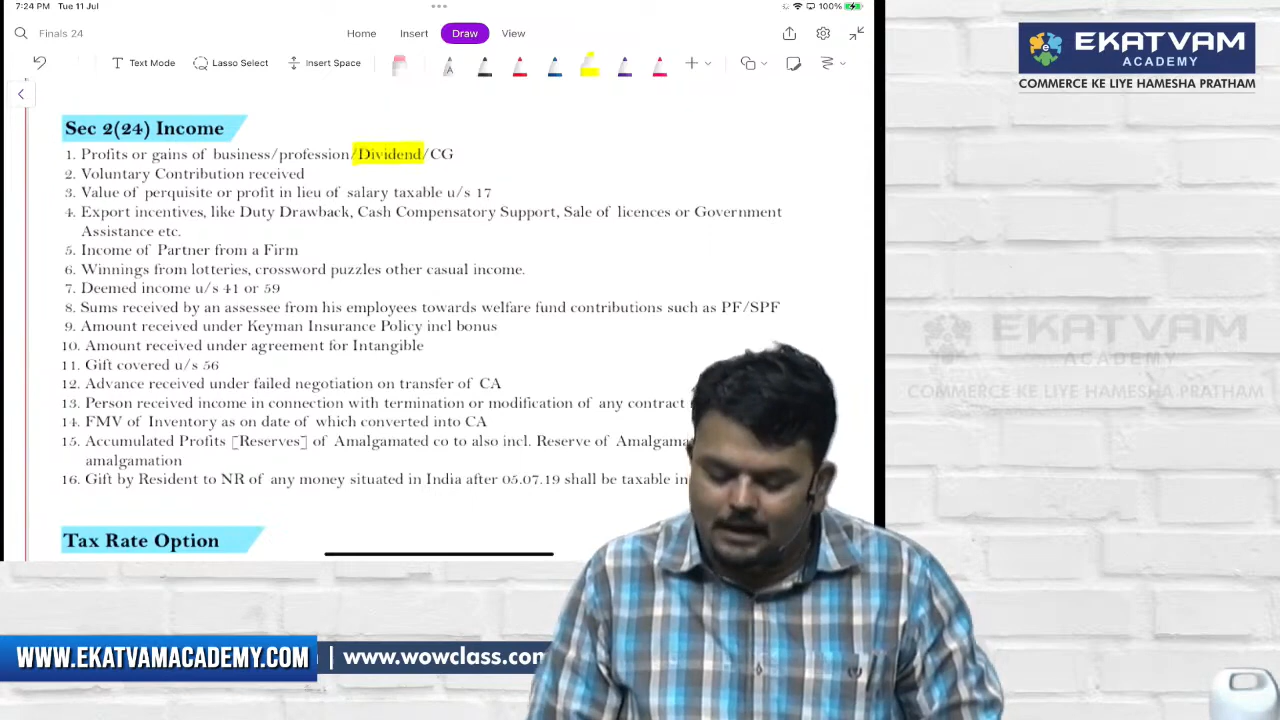 7:24 PM Tue 11 Jul
100%
Finals 24
Home Insert Draw View
Text Mode Lasso Select Insert Space
EKATVAM
ACADEMY
COMMERCE KE LIYE HAMESHA PRATHAM
Sec 2(24) Income
1. Profits or gains of business/profession/Dividend/CG
2. Voluntary Contribution received
3. Value of perquisite or profit in lieu of salary taxable u/s 17
4. Export incentives, like Duty Drawback, Cash Compensatory Support, Sale of licences or Government
Assistance etc.
5. Income of Partner from a Firm
6. Winnings from lotteries, crossword puzzles other casual income.
7. Deemed income u/s 41 or 59
8. Sums received by an assessee from his employees towards welfare fund contributions such as PF/SPF
9. Amount received under Keyman Insurance Policy incl bonus
10. Amount received under agreement for Intangible
11. Gift covered u/s 56
12. Advance received under failed negotiation on transfer of CA
13. Person received income in connection with termination or modification of any contract
14. FMV of Inventory as on date of which converted into CA
15. Accumulated Profits [Reserves] of Amalgamated co to also incl. Reserve of
amalgamation
16. Gift by Resident to NR of any money situated in India after 05.07.19 shall be taxable in
Tax Rate Option
EKATVAM
ACADEMY
COMMERCE KE LIYE HAMESHA PRATHAM
WWW.EKATVAMACADEMY.COM | www.wowclass.com